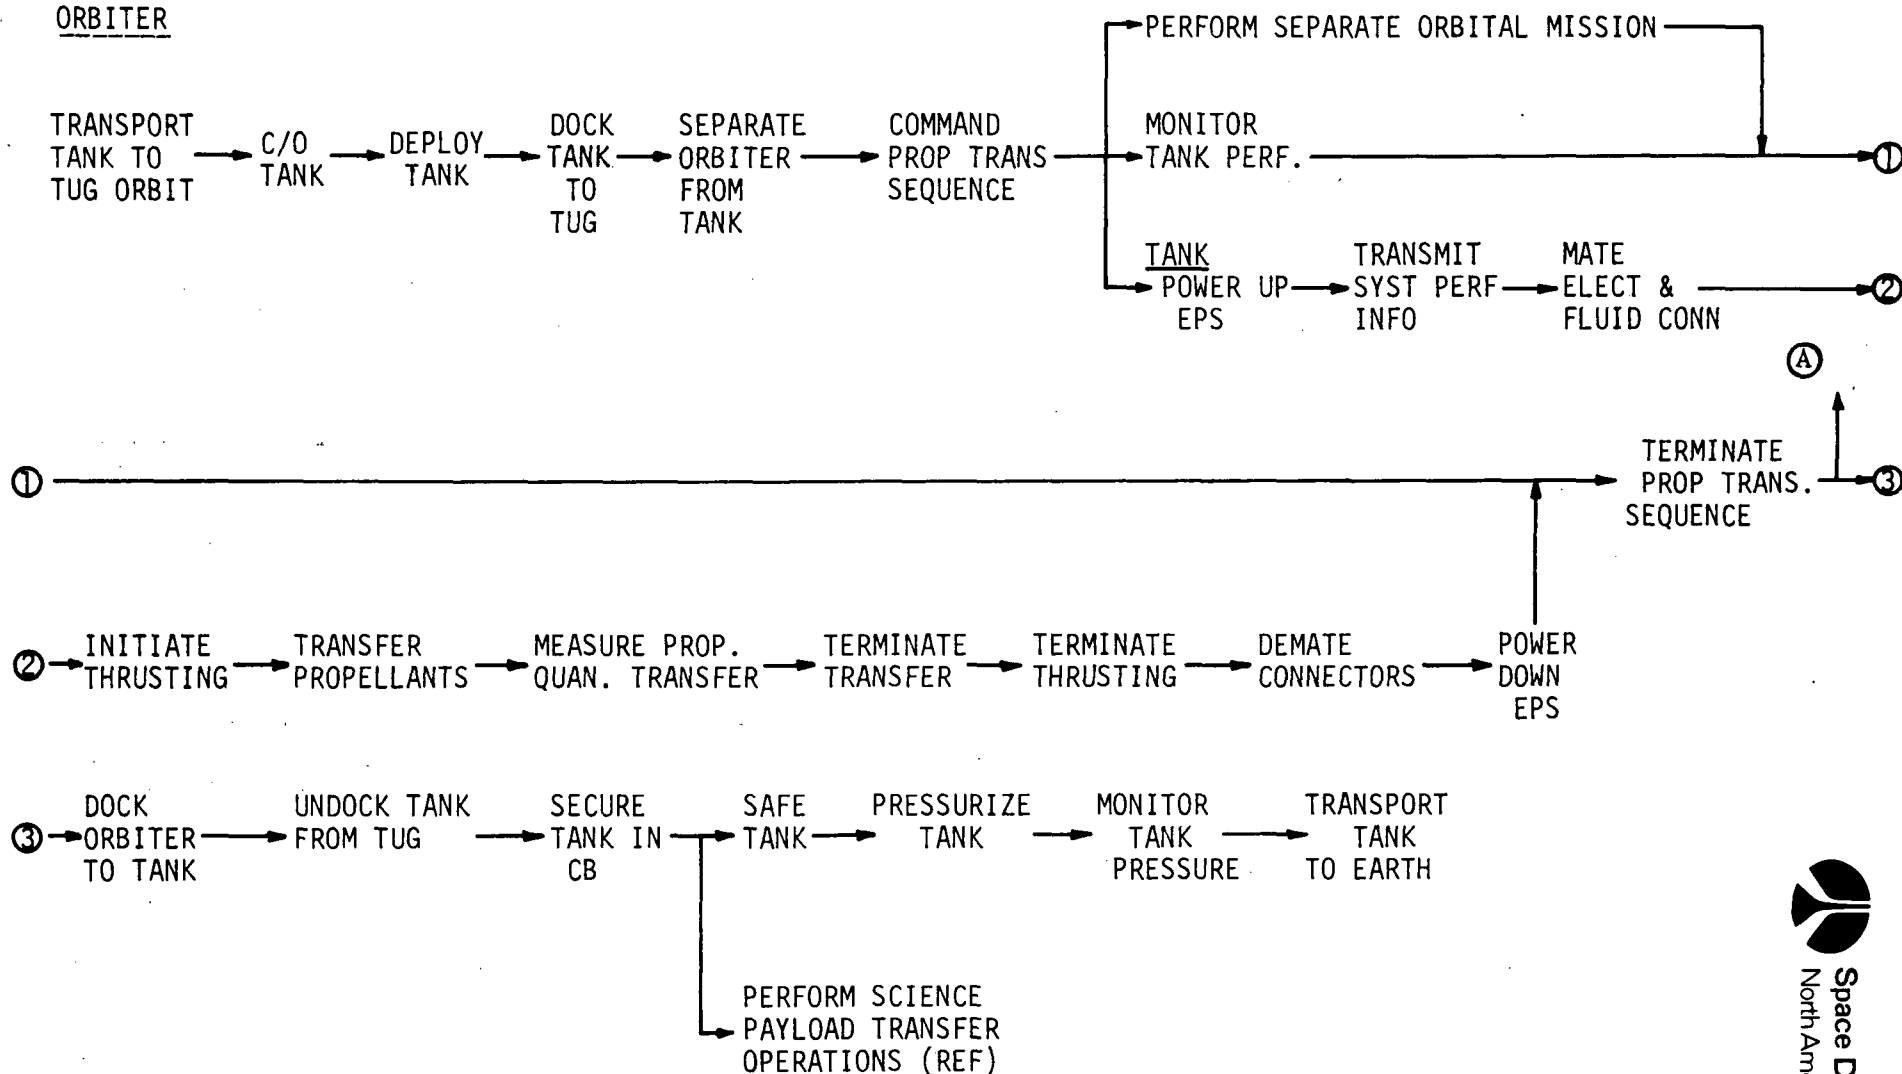 ORBITER
PERFORM SEPARATE ORBITAL MISSION
TRANSPORT
TANK TO
TUG ORBIT
C/O
TANK
DEPLOY
TANK
DOCK
TANK
TO
TUG
SEPARATE
ORBITER
FROM
TANK
COMMAND
PROP TRANS
SEQUENCE
MONITOR
TANK PERF.
1
TANK
POWER UP
EPS
TRANSMIT
SYST PERF
INFO
MATE
ELECT &
FLUID CONN
2
A
1
TERMINATE
PROP TRANS.
SEQUENCE
3
2
INITIATE
THRUSTING
TRANSFER
PROPELLANTS
MEASURE PROP.
QUAN. TRANSFER
TERMINATE
TRANSFER
TERMINATE
THRUSTING
DEMATE
CONNECTORS
POWER
DOWN
EPS
3
DOCK
ORBITER
TO TANK
UNDOCK TANK
FROM TUG
SECURE
TANK IN
CB
SAFE
TANK
PRESSURIZE
TANK
MONITOR
TANK
PRESSURE
TRANSPORT
TANK
TO EARTH
PERFORM SCIENCE
PAYLOAD TRANSFER
OPERATIONS (REF)
Space D
North Am